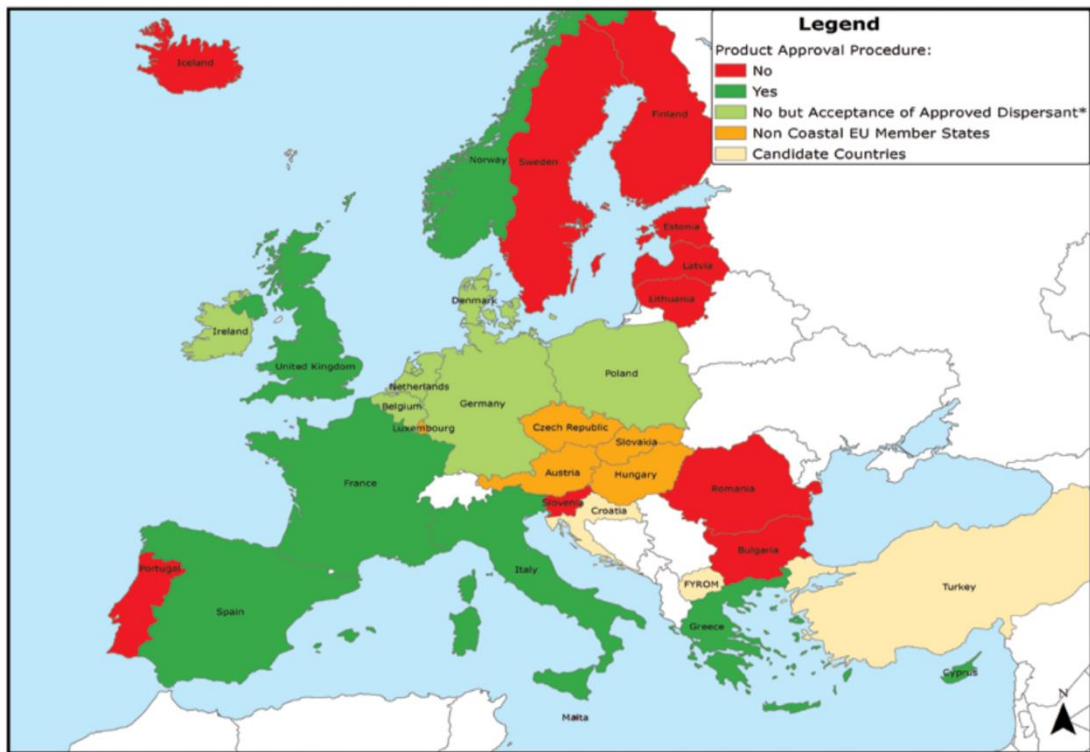 Legend
Product Approval Procedure:
No
Yes
No but Acceptance of Approved Dispersant*
Non Coastal EU Member States
Candidate Countries
Iceland
Finland
Norway
Sweden
Estonia
Latvia
Lithuania
Denmark
Ireland
United Kingdom
Netherlands
Poland
Belgium
Germany
Luxembourg
Czech Republic
Slovakia
Austria
Hungary
France
Slovenia
Croatia
Romania
Bulgaria
Portugal
Italy
FYROM
Turkey
Spain
Greece
Cyprus
Malta
N